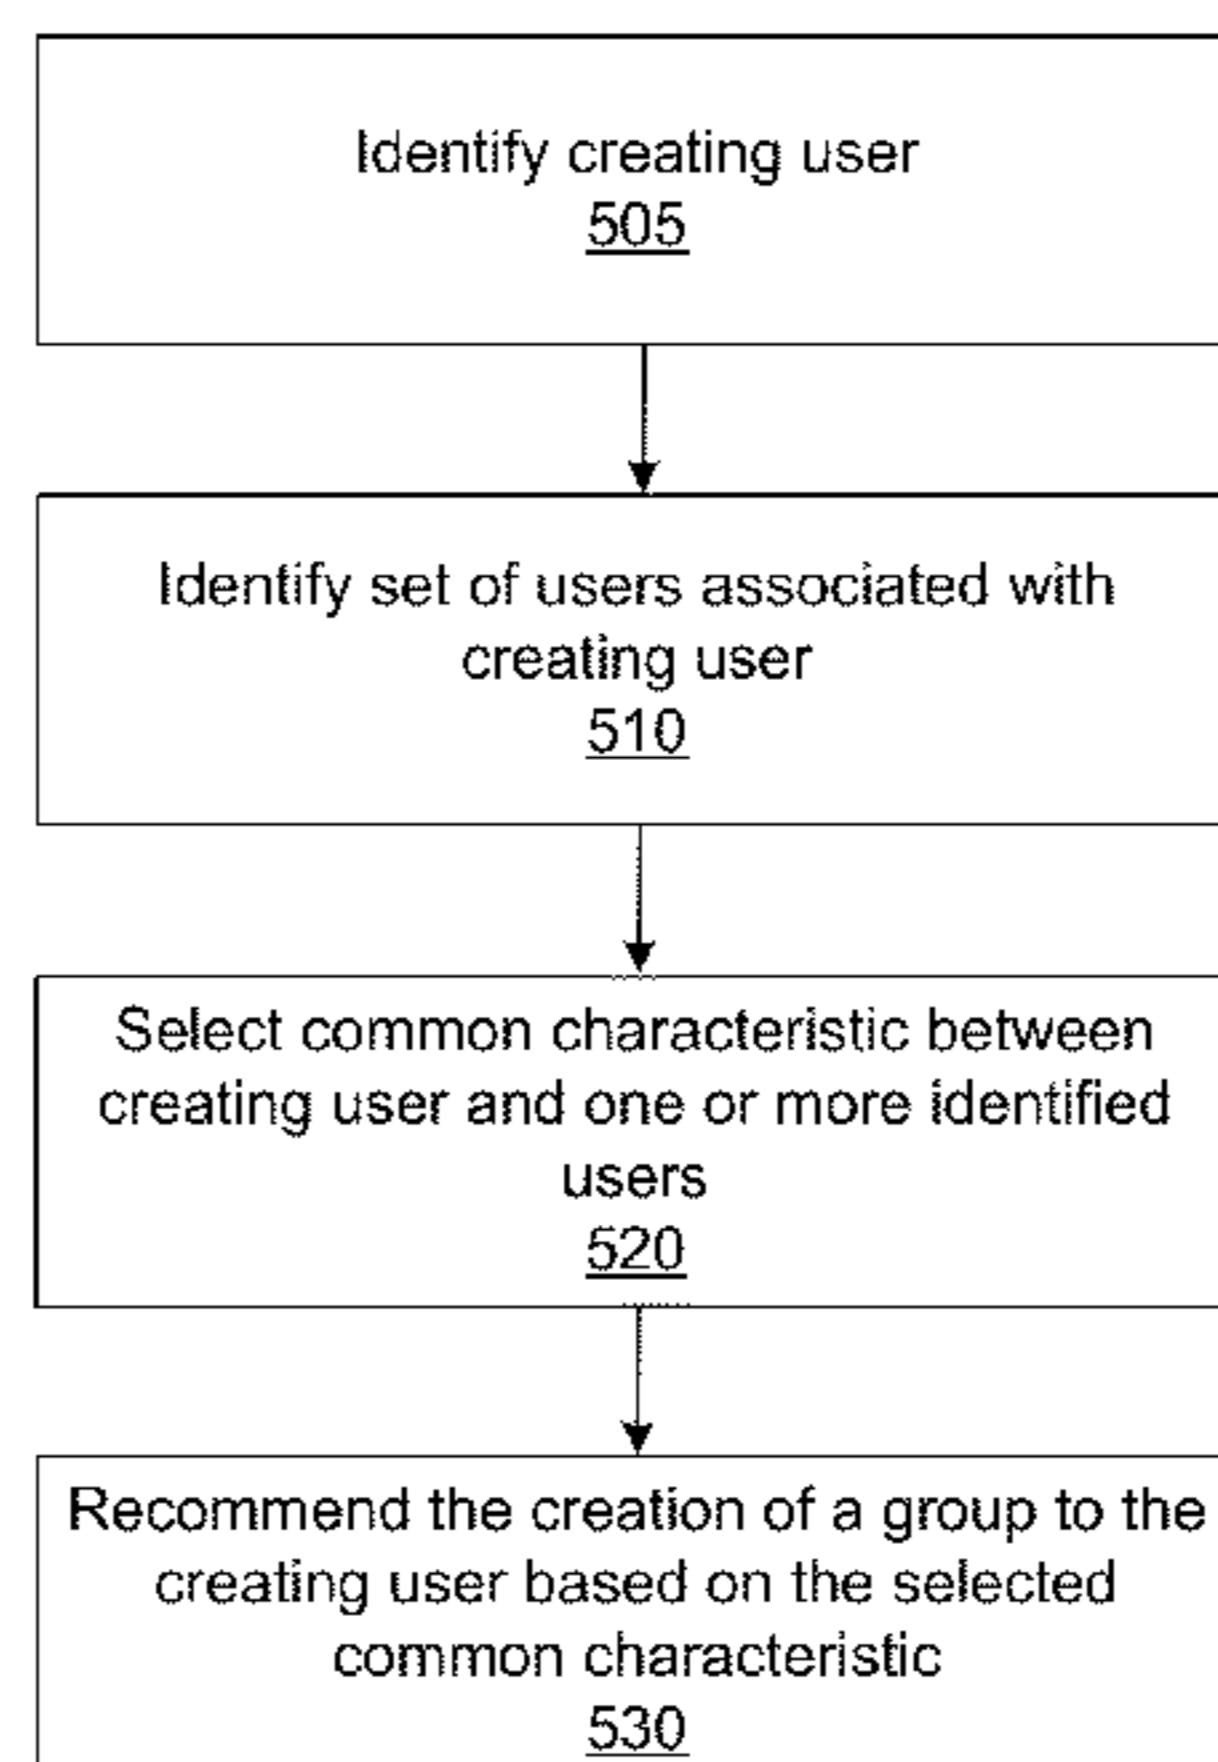 Identify creating user
505
Identify set of users associated with
creating user
510
Select common characteristic between
creating user and one or more identified
users
520
Recommend the creation of a group to the
creating user based on the selected
common characteristic
530